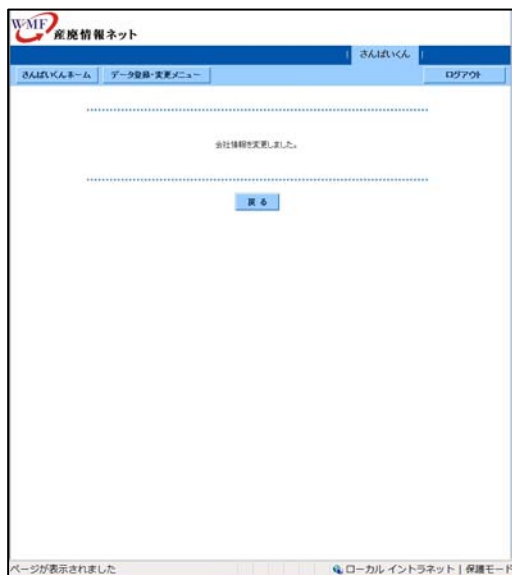 WMF
産廃情報ネット
| さんぱいくん |
さんぱいくんホーム データ登録・変更メニュー ログアウト
会社情報を変更しました。
戻る
ページが表示されました ローカル イントラネット | 保護モード